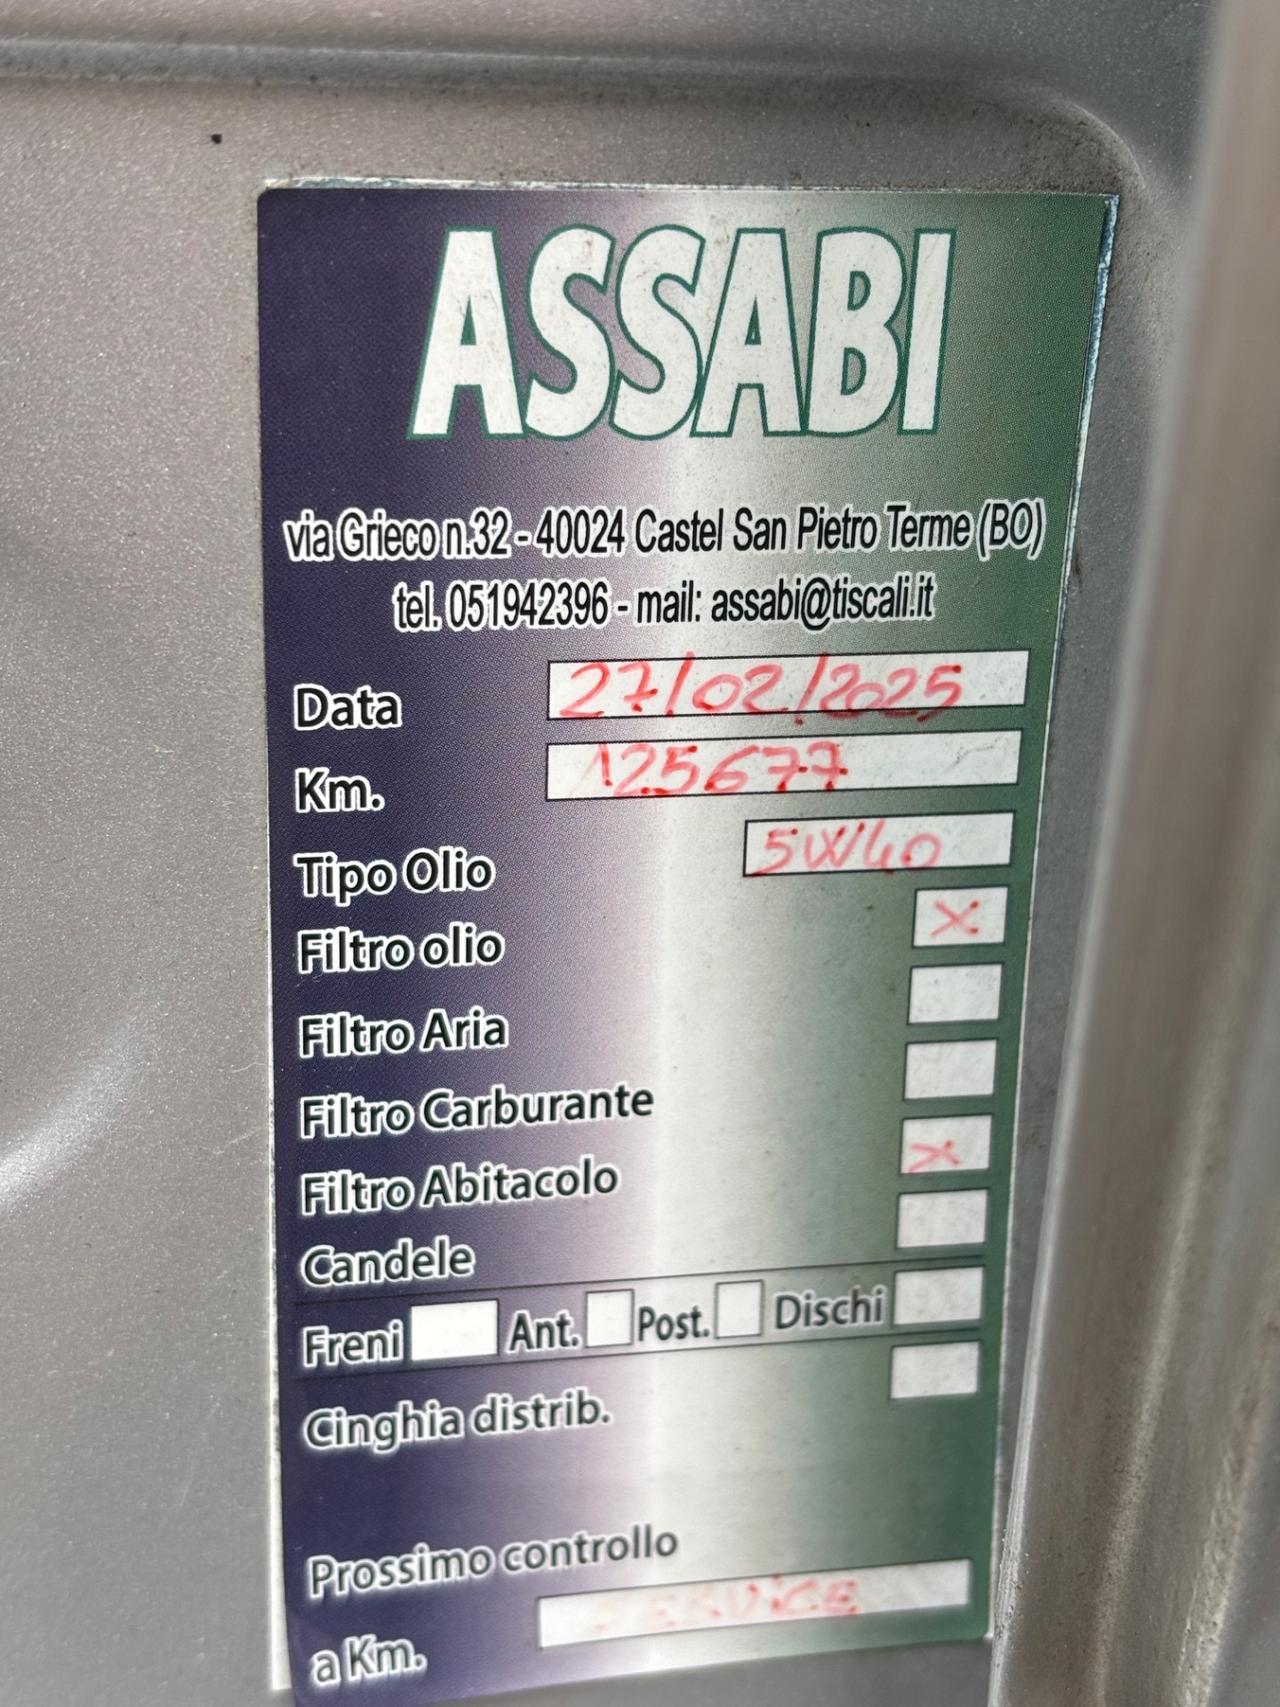 ASSABI
via Grieco n.32 - 40024 Castel San Pietro Terme (BO)
tel. 051942396 - mail: assabi@tiscali.it
Data 27/02/2025
Km. 125677
Tipo Olio 5W40
Filtro olio X
Filtro Aria
Filtro Carburante
Filtro Abitacolo X
Candele
Freni Ant. Post. Dischi
Cinghia distrib.
Prossimo controllo
a Km. SERVICE